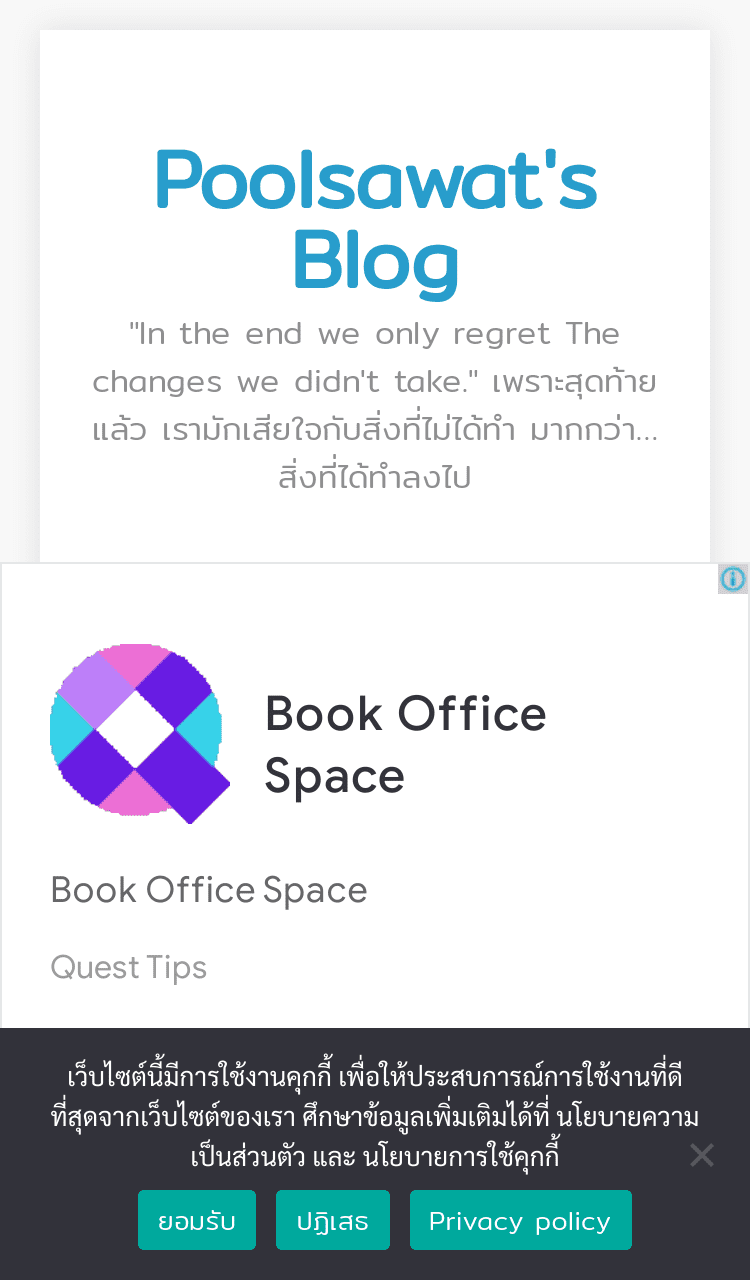 Poolsawat's
Blog
"In the end we only regret The
changes we didn't take." เพราะสุดท้าย
แล้ว เรามักเสียใจกับสิ่งที่ไม่ได้ทำ มากกว่า...
สิ่งที่ได้ทำลงไป
Book Office
Space
Book Office Space
Quest Tips
เว็บไซต์นี้มีการใช้งานคุกกี้ เพื่อให้ประสบการณ์การใช้งานที่ดี
ที่สุดจากเว็บไซต์ของเรา ศึกษาข้อมูลเพิ่มเติมได้ที่ นโยบายความ
เป็นส่วนตัว และ นโยบายการใช้คุกกี้
ยอมรับ ปฏิเสธ Privacy policy